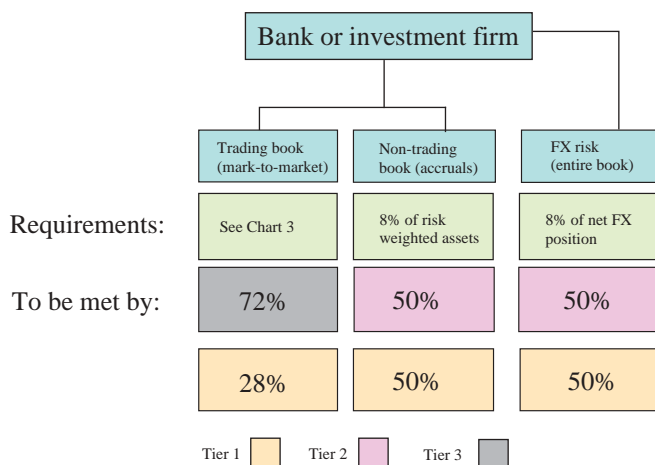 Bank or investment firm
Trading book
(mark-to-market)
Non-trading
book (accruals)
FX risk
(entire book)
Requirements:
See Chart 3
8% of risk
weighted assets
8% of net FX
position
To be met by:
72%
50%
50%
28%
50%
50%
Tier 1
Tier 2
Tier 3